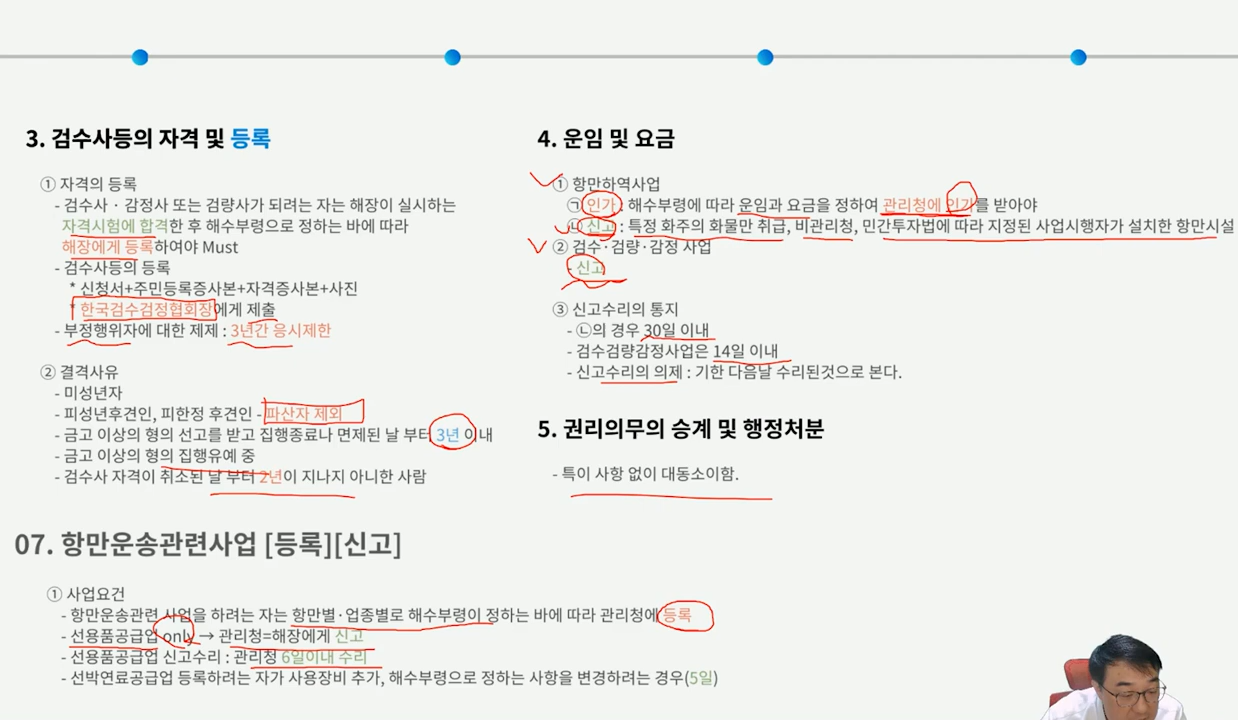 3. 검수사등의 자격 및 등록
① 자격의 등록
- 검수사 · 감정사 또는 검량사가 되려는 자는 해장이 실시하는
자격시험에 합격한 후 해수부령으로 정하는 바에 따라
해장에게 등록하여야 Must
- 검수사등의 등록
* 신청서+주민등록증사본+자격증사본+사진
* 한국검수검정협회장에게 제출
- 부정행위자에 대한 제제 : 3년간 응시제한
② 결격사유
- 미성년자
- 피성년후견인, 피한정 후견인 - 파산자 제외
- 금고 이상의 형의 선고를 받고 집행종료나 면제된 날 부터 3년 이내
- 금고 이상의 형의 집행유예 중
- 검수사 자격이 취소된 날 부터 2년이 지나지 아니한 사람
4. 운임 및 요금
① 항만하역사업
㉠ 인가 : 해수부령에 따라 운임과 요금을 정하여 관리청에 인가를 받아야
㉡ 신고 : 특정 화주의 화물만 취급, 비관리청, 민간투자법에 따라 지정된 사업시행자가 설치한 항만시설
② 검수·검량·감정 사업
- 신고
③ 신고수리의 통지
- ㉡의 경우 30일 이내
- 검수검량감정사업은 14일 이내
- 신고수리의 의제 : 기한 다음날 수리된것으로 본다.
5. 권리의무의 승계 및 행정처분
- 특이 사항 없이 대동소이함.
07. 항만운송관련사업 [등록][신고]
① 사업요건
- 항만운송관련 사업을 하려는 자는 항만별·업종별로 해수부령이 정하는 바에 따라 관리청에 등록
- 선용품공급업 only → 관리청=해장에게 신고
- 선용품공급업 신고수리 : 관리청 6일이내 수리
- 선박연료공급업 등록하려는 자가 사용장비 추가, 해수부령으로 정하는 사항을 변경하려는 경우(5일)